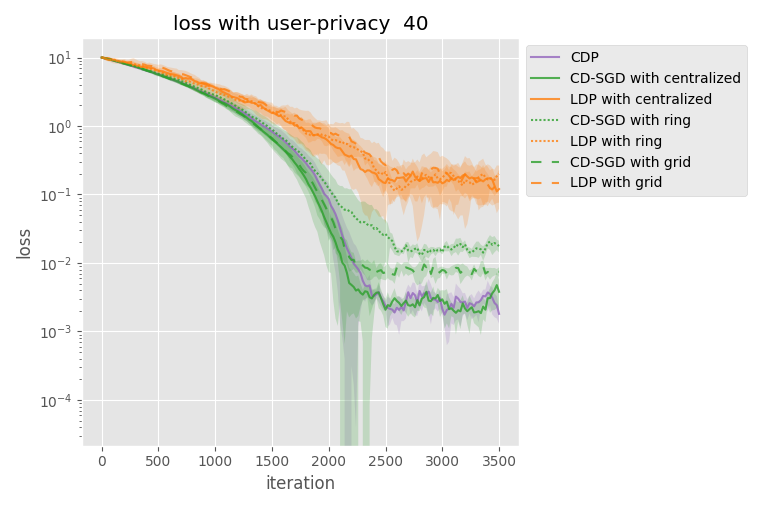 loss with user-privacy  40
10¹
10⁰
10⁻¹
10⁻²
10⁻³
10⁻⁴
loss
0 500 1000 1500 2000 2500 3000 3500
iteration
CDP
CD-SGD with centralized
LDP with centralized
CD-SGD with ring
LDP with ring
CD-SGD with grid
LDP with grid